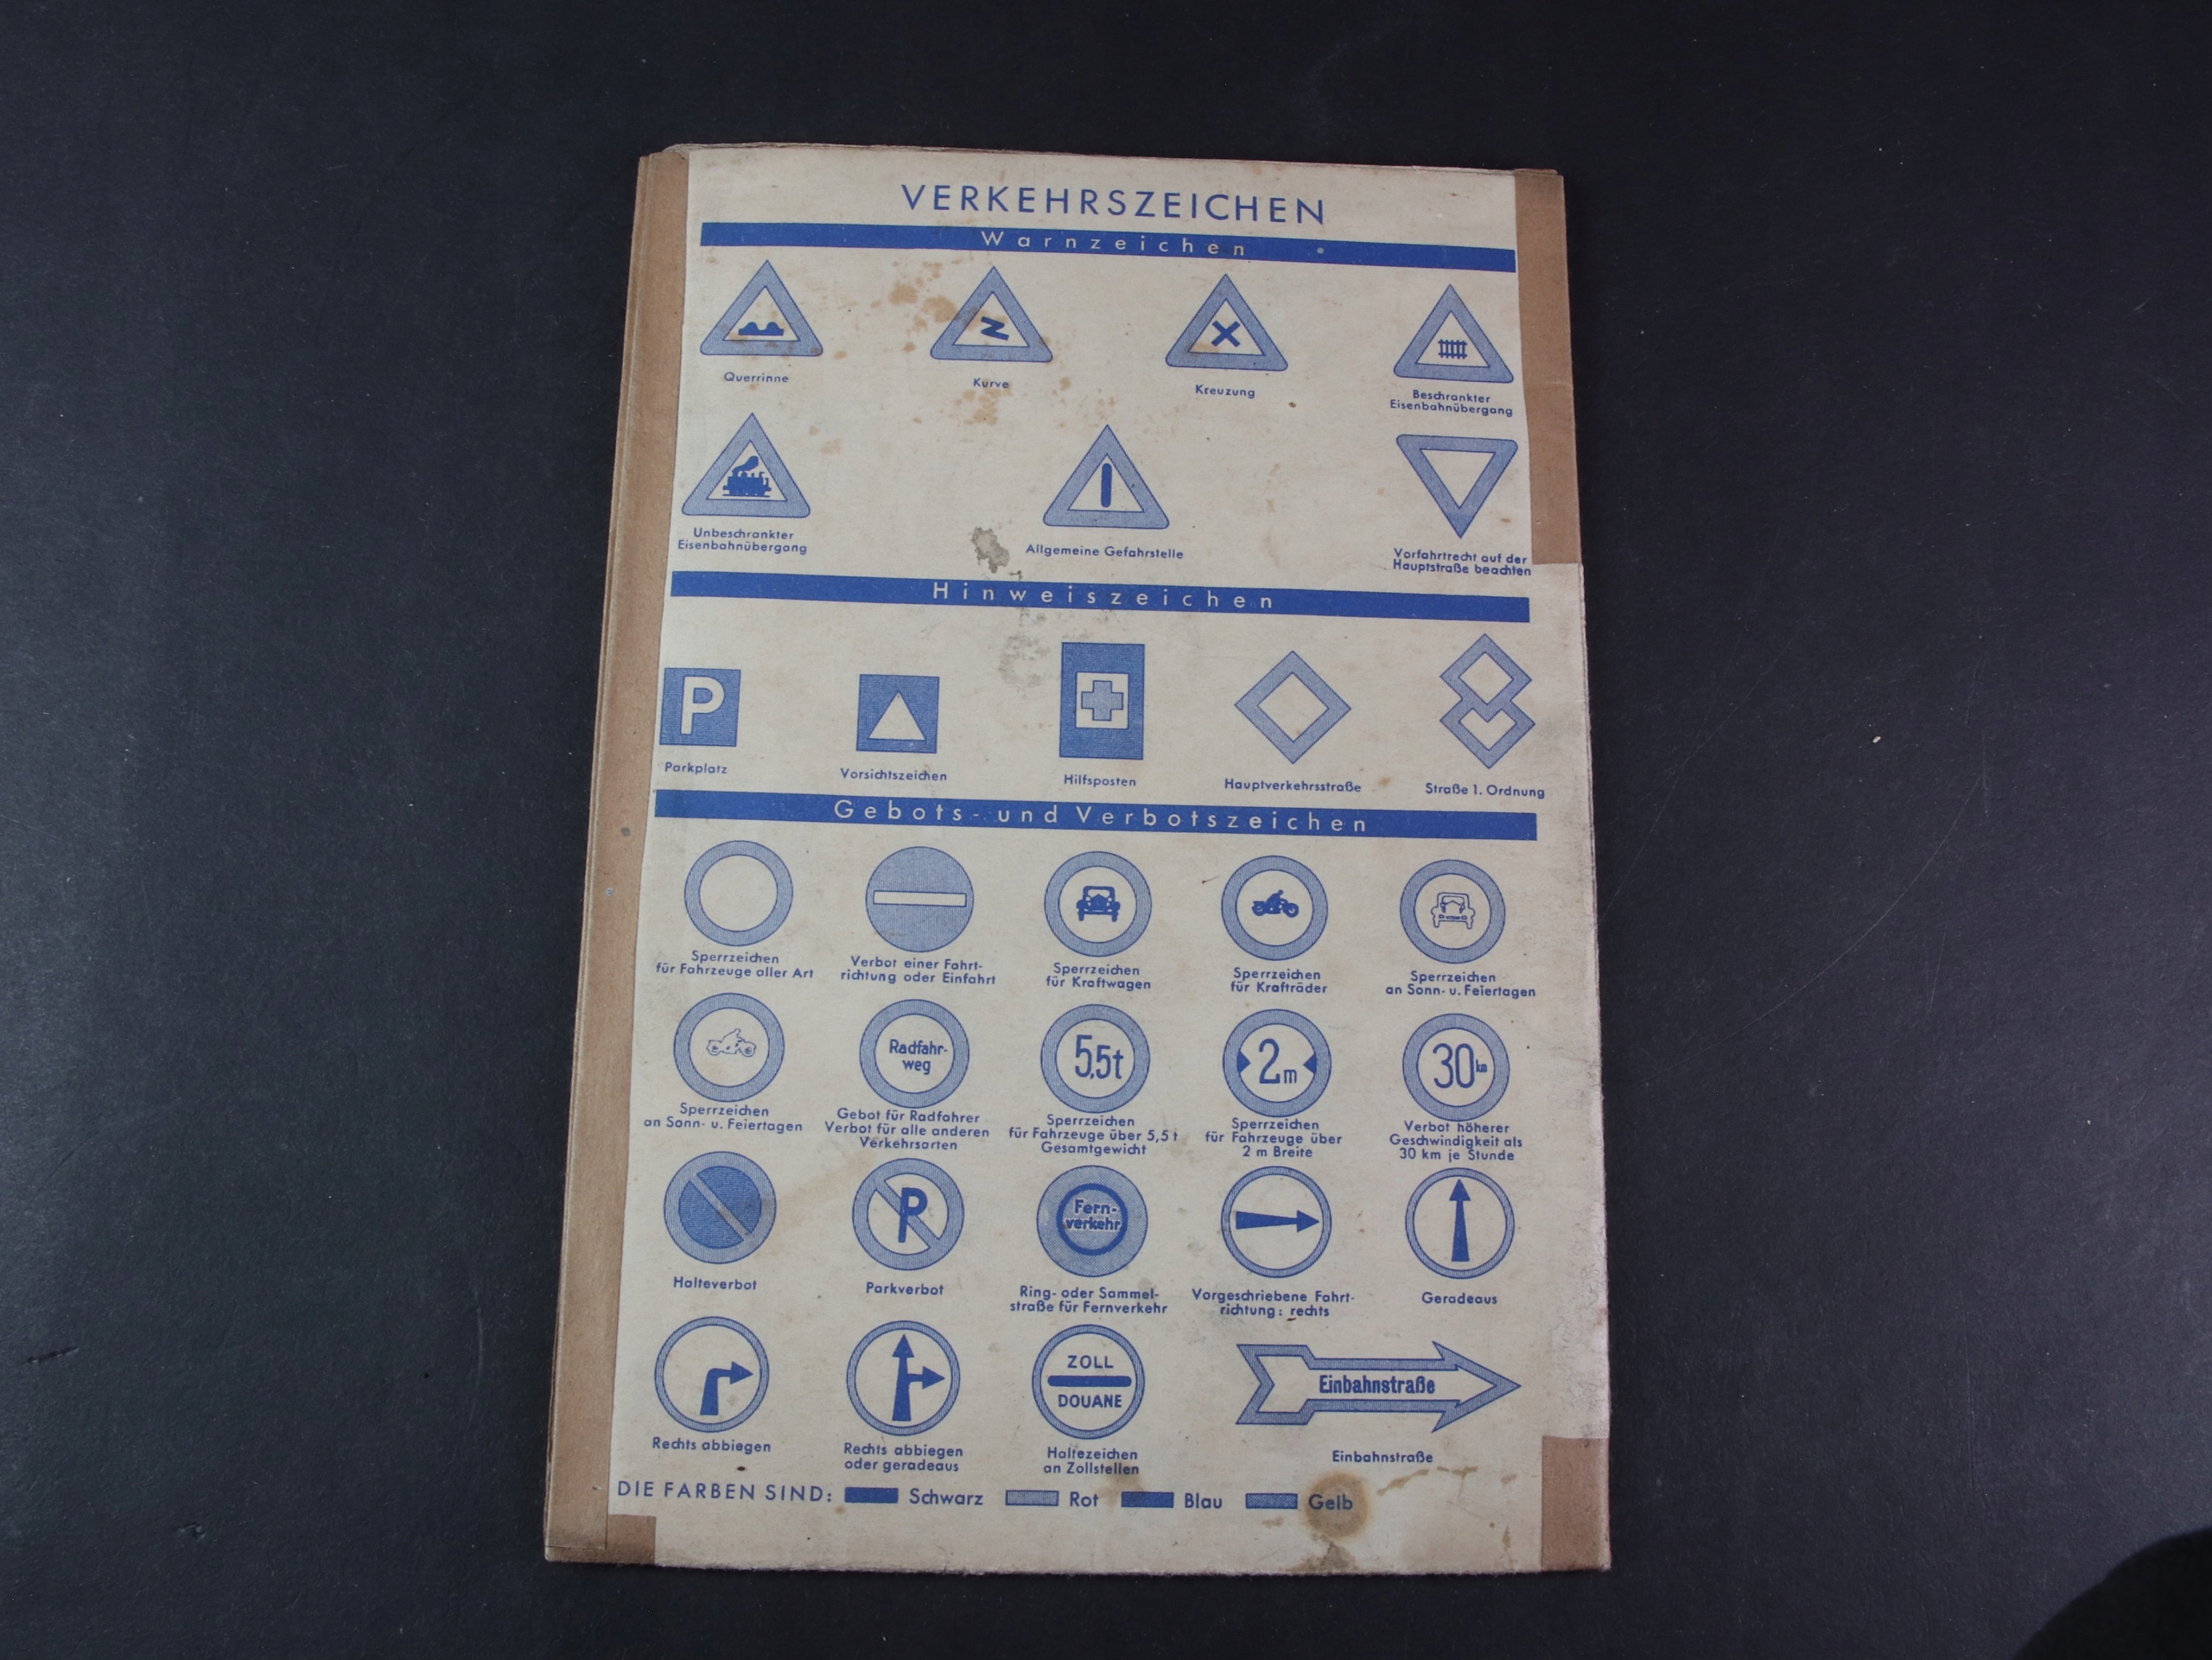 VERKEHRSZEICHEN
Warnzeichen
Querrinne
Kurve
Kreuzung
Beschrankter
Eisenbahnübergang
Unbeschrankter
Eisenbahnübergang
Allgemeine Gefahrstelle
Vorfahrtrecht auf der
Hauptstraße beachten
Hinweiszeichen
P
Parkplatz
Vorsichtszeichen
Hilfsposten
Hauptverkehrsstraße
Straße 1. Ordnung
Gebots- und Verbotszeichen
Sperrzeichen
für Fahrzeuge aller Art
Verbot einer Fahrt-
richtung oder Einfahrt
Sperrzeichen
für Kraftwagen
Sperrzeichen
für Krafträder
Sperrzeichen
an Sonn- u. Feiertagen
Sperrzeichen
an Sonn- u. Feiertagen
Radfahr-
weg
Gebot für Radfahrer
Verbot für alle anderen
Verkehrsarten
5,5t
Sperrzeichen
für Fahrzeuge über 5,5 t
Gesamtgewicht
2m
Sperrzeichen
für Fahrzeuge über
2 m Breite
30 km
Verbot höherer
Geschwindigkeit als
30 km je Stunde
Halteverbot
P
Parkverbot
Fern-
verkehr
Ring- oder Sammel-
straße für Fernverkehr
Vorgeschriebene Fahrt-
richtung: rechts
Geradeaus
Rechts abbiegen
Rechts abbiegen
oder geradeaus
ZOLL
DOUANE
Haltezeichen
an Zollstellen
Einbahnstraße
Einbahnstraße
DIE FARBEN SIND: Schwarz Rot Blau Gelb